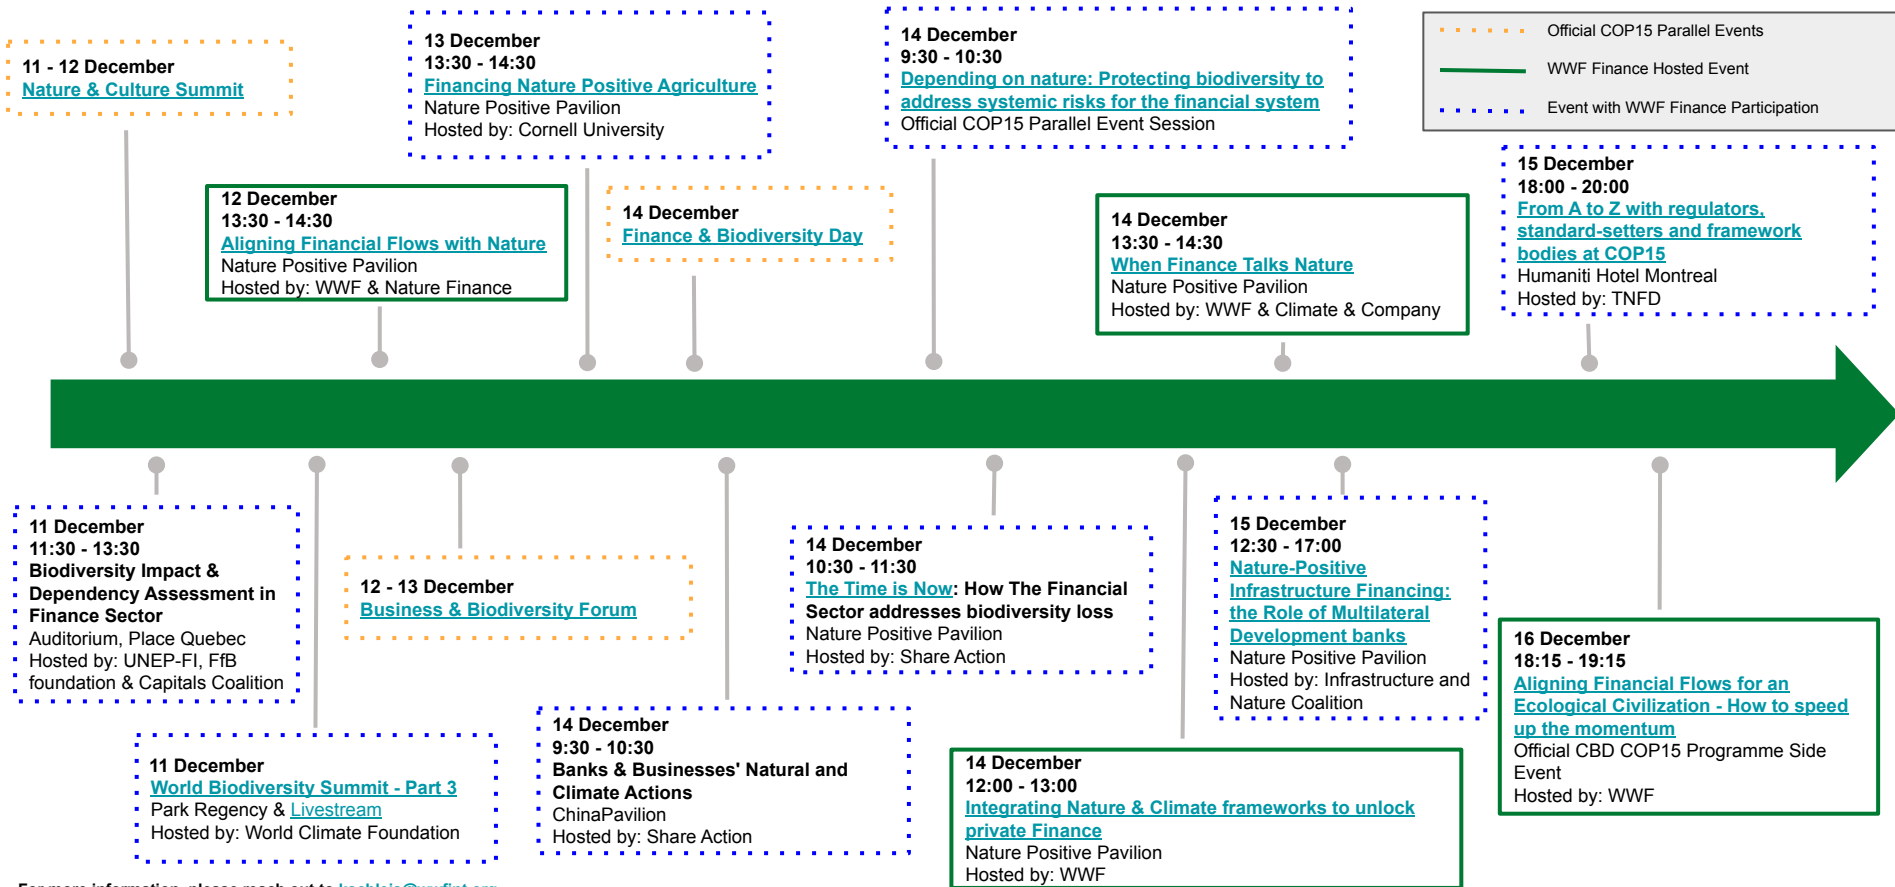 11 - 12 December
Nature & Culture Summit
13 December
13:30 - 14:30
Financing Nature Positive Agriculture
Nature Positive Pavilion
Hosted by: Cornell University
14 December
9:30 - 10:30
Depending on nature: Protecting biodiversity to
address systemic risks for the financial system
Official COP15 Parallel Event Session
Official COP15 Parallel Events
WWF Finance Hosted Event
Event with WWF Finance Participation
12 December
13:30 - 14:30
Aligning Financial Flows with Nature
Nature Positive Pavilion
Hosted by: WWF & Nature Finance
14 December
Finance & Biodiversity Day
14 December
13:30 - 14:30
When Finance Talks Nature
Nature Positive Pavilion
Hosted by: WWF & Climate & Company
15 December
18:00 - 20:00
From A to Z with regulators,
standard-setters and framework
bodies at COP15
Humaniti Hotel Montreal
Hosted by: TNFD
11 December
11:30 - 13:30
Biodiversity Impact &
Dependency Assessment in
Finance Sector
Auditorium, Place Quebec
Hosted by: UNEP-FI, FfB
foundation & Capitals Coalition
11 December
World Biodiversity Summit - Part 3
Park Regency & Livestream
Hosted by: World Climate Foundation
12 - 13 December
Business & Biodiversity Forum
14 December
9:30 - 10:30
Banks & Businesses' Natural and
Climate Actions
ChinaPavilion
Hosted by: Share Action
14 December
10:30 - 11:30
The Time is Now: How The Financial
Sector addresses biodiversity loss
Nature Positive Pavilion
Hosted by: Share Action
14 December
12:00 - 13:00
Integrating Nature & Climate frameworks to unlock
private Finance
Nature Positive Pavilion
Hosted by: WWF
15 December
12:30 - 17:00
Nature-Positive
Infrastructure Financing:
the Role of Multilateral
Development banks
Nature Positive Pavilion
Hosted by: Infrastructure and
Nature Coalition
16 December
18:15 - 19:15
Aligning Financial Flows for an
Ecological Civilization - How to speed
up the momentum
Official CBD COP15 Programme Side
Event
Hosted by: WWF
For more information, please reach out to